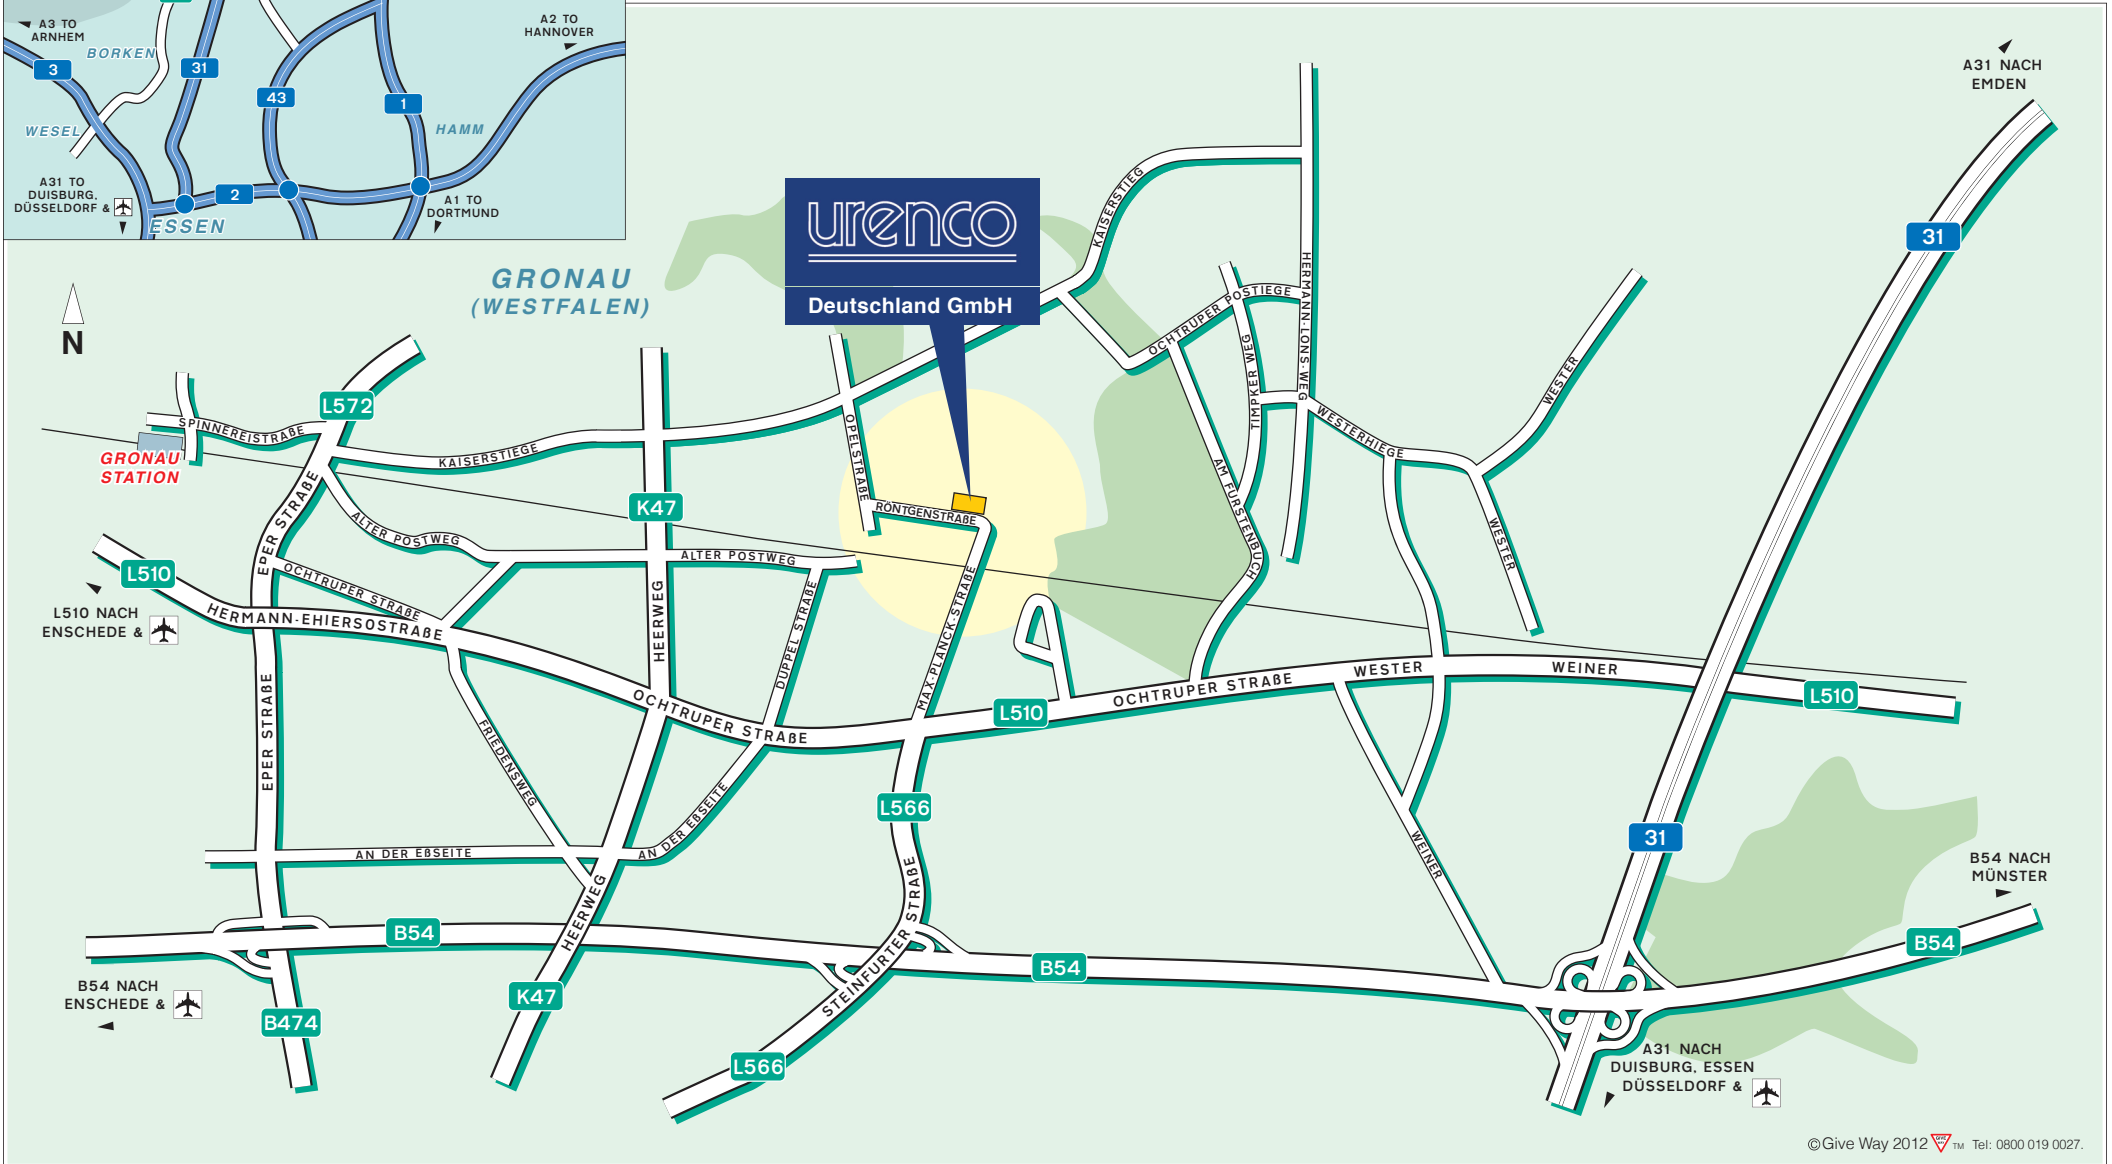 A3 TO
ARNHEM
BORKEN
3
31
43
1
A2 TO
HANNOVER
WESEL
HAMM
A31 TO
DUISBURG,
DÜSSELDORF &
2
ESSEN
A1 TO
DORTMUND
A31 NACH
EMDEN
31
urenco
Deutschland GmbH
GRONAU
(WESTFALEN)
N
KAISERSTIEG
HERMANN-LONS-WEG
OCHTRUPER POSTIEGE
TIMPKER WEG
WESTERHIEGE
WESTER
WESTER
L572
SPINNEREISTRAßE
GRONAU
STATION
KAISERSTIEGE
K47
OPELSTRAßE
RÖNTGENSTRAßE
AM FÜRSTENBUCH
EPER STRAßE
ALTER POSTWEG
ALTER POSTWEG
L510
L510 NACH
ENSCHEDE &
OCHTRUPER STRAßE
HERMANN-EHIERSOSTRAßE
HEERWEG
DUPPEL STRAßE
MAX-PLANCK-STRAßE
OCHTRUPER STRAßE
L510
OCHTRUPER STRAßE
WESTER
WEINER
L510
EPER STRAßE
FRIEDENSWEG
L566
AN DER EßSEITE
AN DER EßSEITE
WEINER
31
B54 NACH
MÜNSTER
STEINFURTER STRAßE
HEERWEG
B54
B54
B54
B54 NACH
ENSCHEDE &
B474
K47
L566
A31 NACH
DUISBURG, ESSEN
DÜSSELDORF &
©Give Way 2012 GIVE WAY TM Tel: 0800 019 0027.